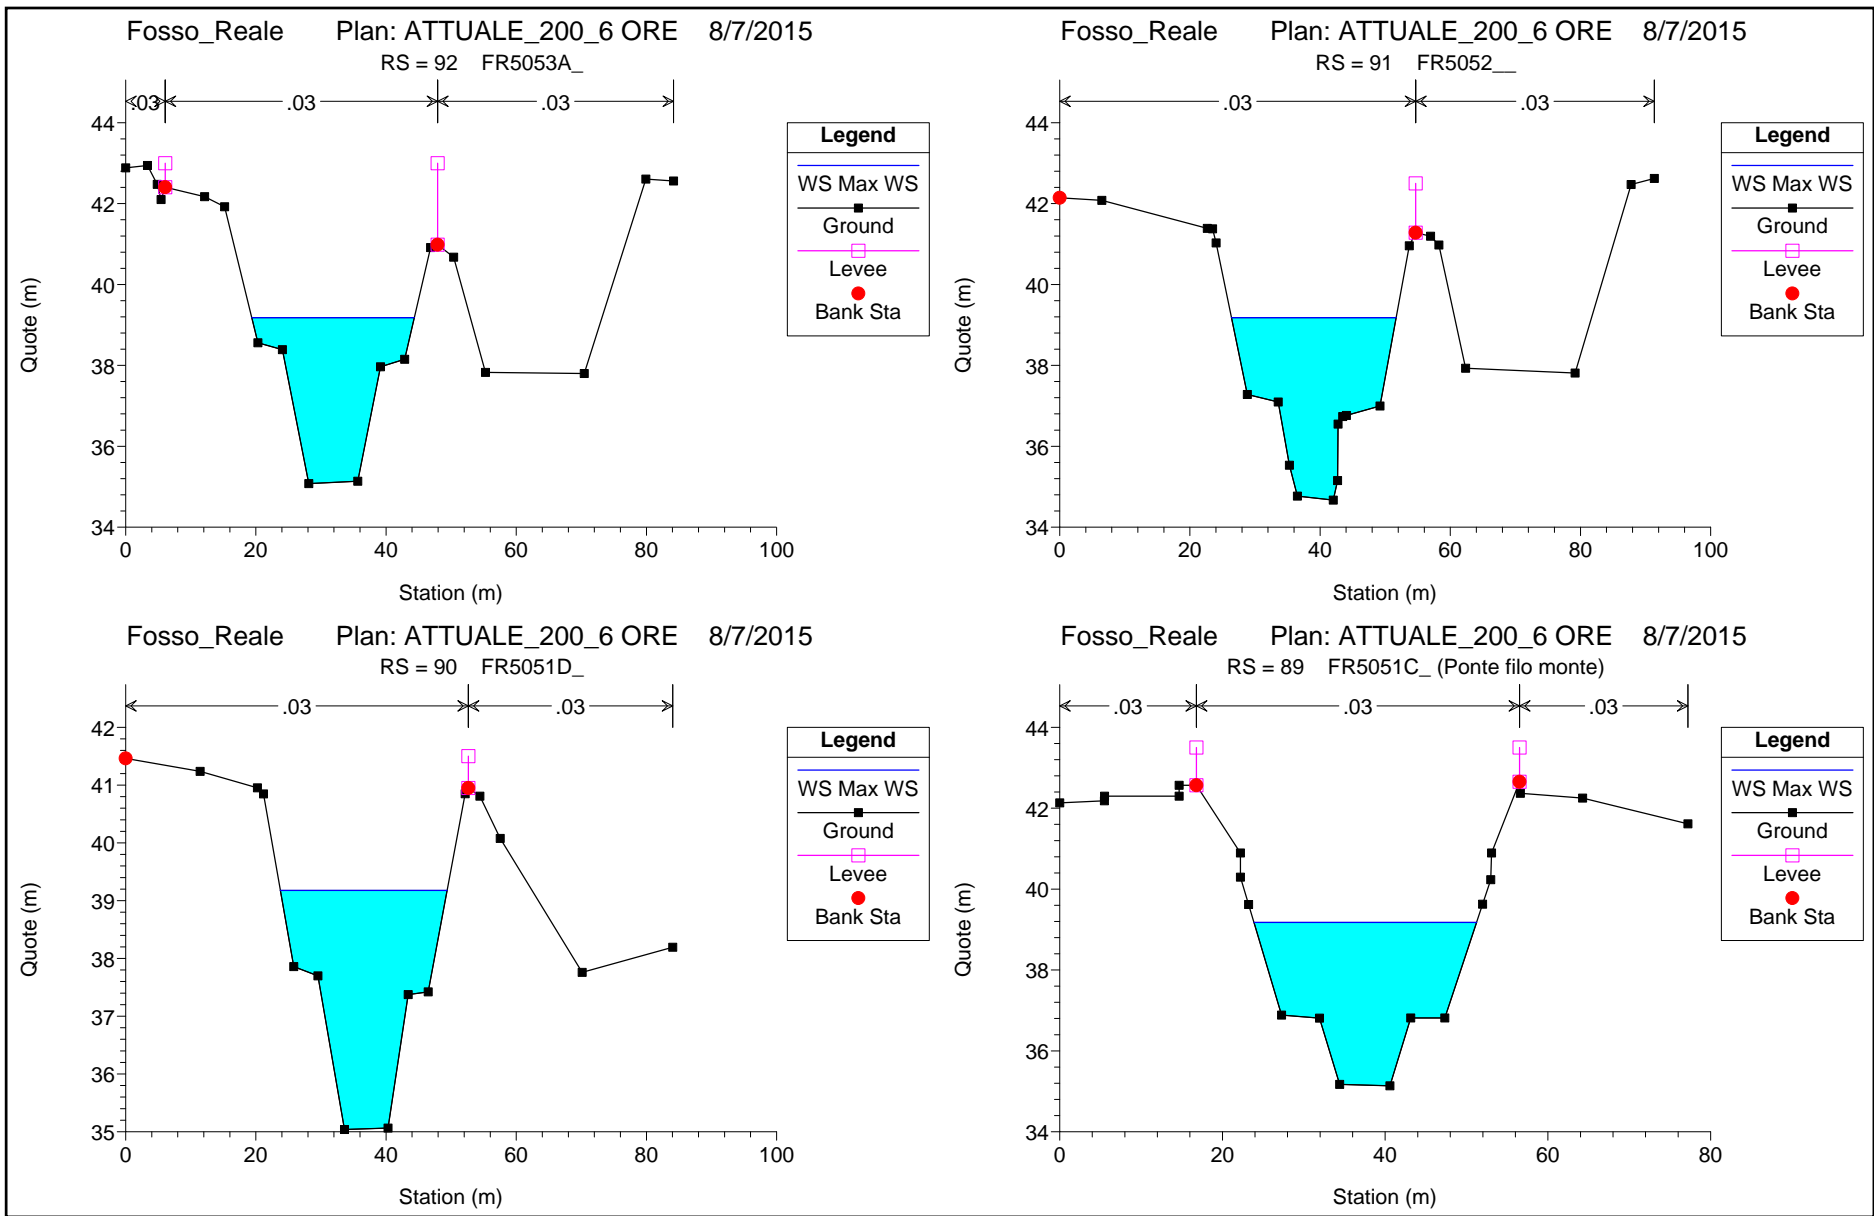 Fosso_Reale Plan: ATTUALE_200_6 ORE 8/7/2015
RS = 92 FR5053A_
.03 .03 .03
44
42
40
38
36
34
0 20 40 60 80 100
Quote (m)
Station (m)
Legend
WS Max WS
Ground
Levee
Bank Sta
Fosso_Reale Plan: ATTUALE_200_6 ORE 8/7/2015
RS = 91 FR5052__
.03 .03
44
42
40
38
36
34
0 20 40 60 80 100
Quote (m)
Station (m)
Legend
WS Max WS
Ground
Levee
Bank Sta
Fosso_Reale Plan: ATTUALE_200_6 ORE 8/7/2015
RS = 90 FR5051D_
.03 .03
42
41
40
39
38
37
36
35
0 20 40 60 80 100
Quote (m)
Station (m)
Legend
WS Max WS
Ground
Levee
Bank Sta
Fosso_Reale Plan: ATTUALE_200_6 ORE 8/7/2015
RS = 89 FR5051C_ (Ponte filo monte)
.03 .03 .03
44
42
40
38
36
34
0 20 40 60 80
Quote (m)
Station (m)
Legend
WS Max WS
Ground
Levee
Bank Sta